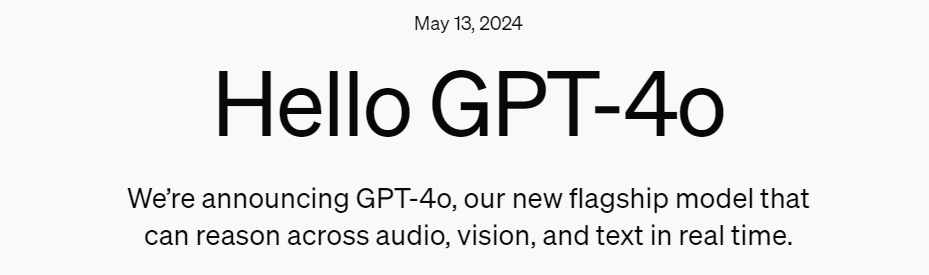 May 13, 2024
Hello GPT-4o
We’re announcing GPT-4o, our new flagship model that
can reason across audio, vision, and text in real time.